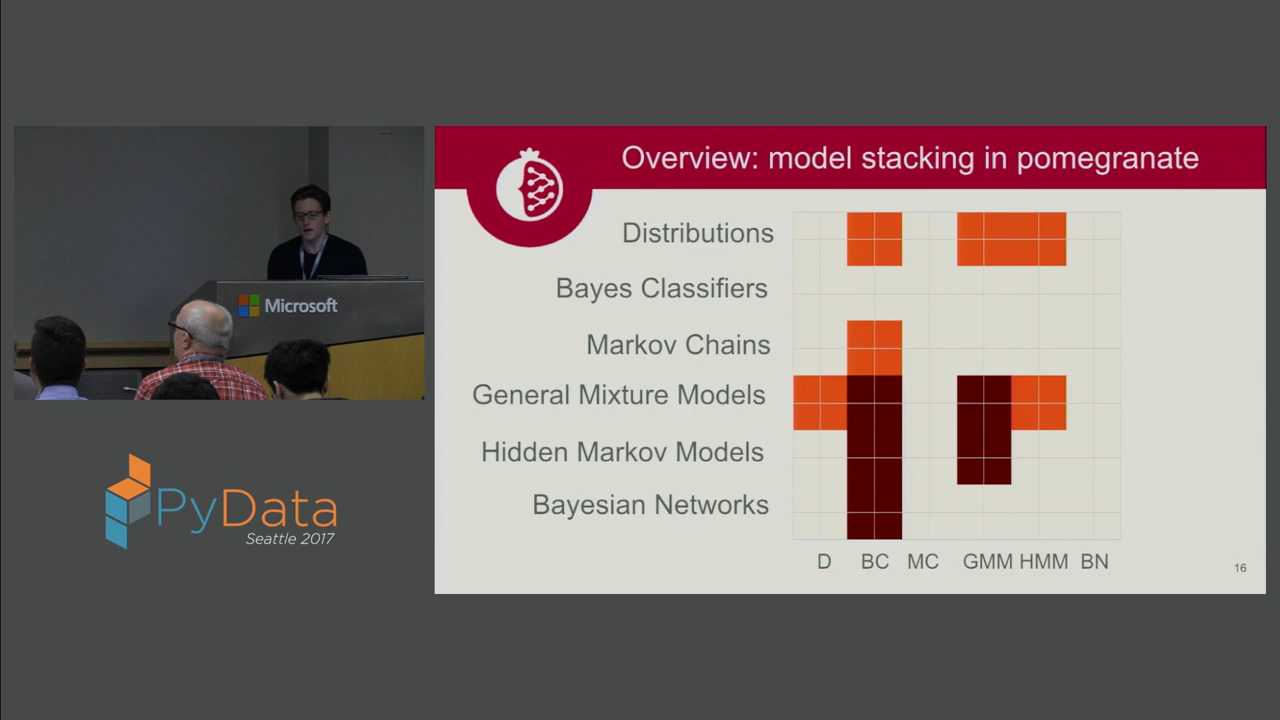 Overview: model stacking in pomegranate
Distributions
Bayes Classifiers
Markov Chains
General Mixture Models
Hidden Markov Models
Bayesian Networks
D BC MC GMM HMM BN
16
Microsoft
PyData
Seattle 2017